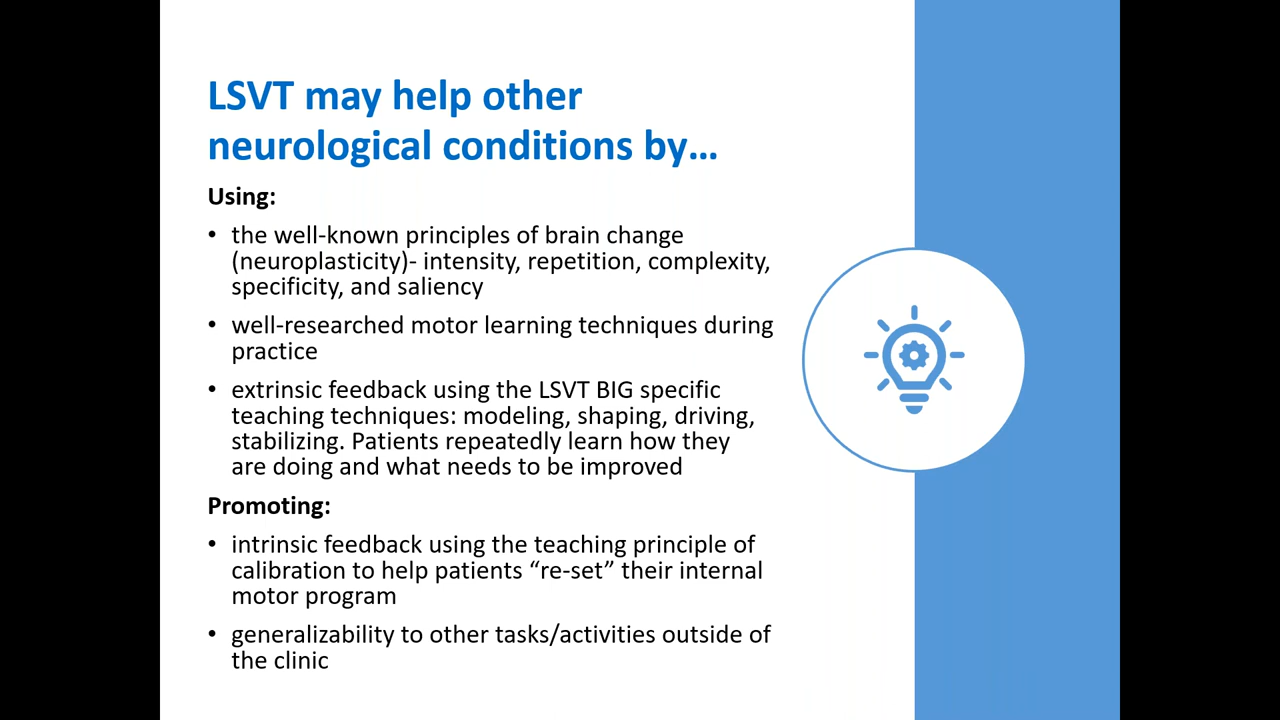 LSVT may help other
neurological conditions by…
Using:
• the well-known principles of brain change
(neuroplasticity)- intensity, repetition, complexity,
specificity, and saliency
• well-researched motor learning techniques during
practice
• extrinsic feedback using the LSVT BIG specific
teaching techniques: modeling, shaping, driving,
stabilizing. Patients repeatedly learn how they
are doing and what needs to be improved
Promoting:
• intrinsic feedback using the teaching principle of
calibration to help patients “re-set” their internal
motor program
• generalizability to other tasks/activities outside of
the clinic